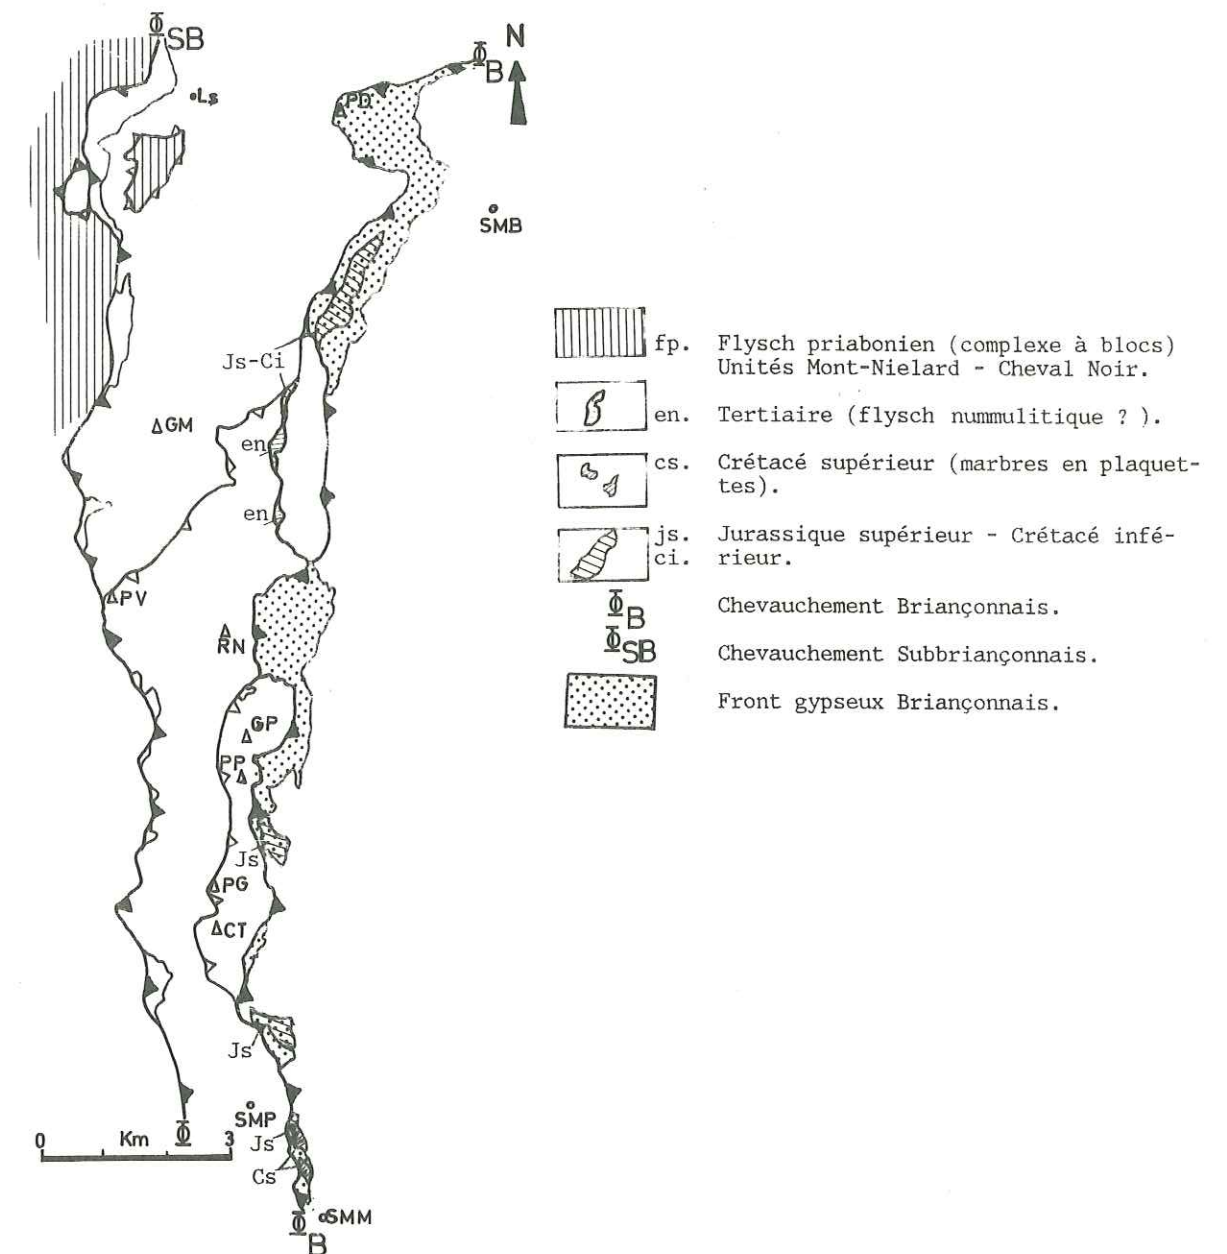 Φ SB
N
Φ B
Ls
PD
SMB
Js-Ci
GM
en
en
PV
RN
GP
PP
Js
PG
CT
Js
SMP
0 Km 3
Φ
Js
Cs
SMM
Φ B
fp. Flysch priabonien (complexe à blocs)
Unités Mont-Nielard - Cheval Noir.
en. Tertiaire (flysch nummulitique ? ).
cs. Crétacé supérieur (marbres en plaquet-
tes).
js. Jurassique supérieur - Crétacé infé-
ci. rieur.
Φ B Chevauchement Briançonnais.
Φ SB Chevauchement Subbriançonnais.
Front gypseux Briançonnais.